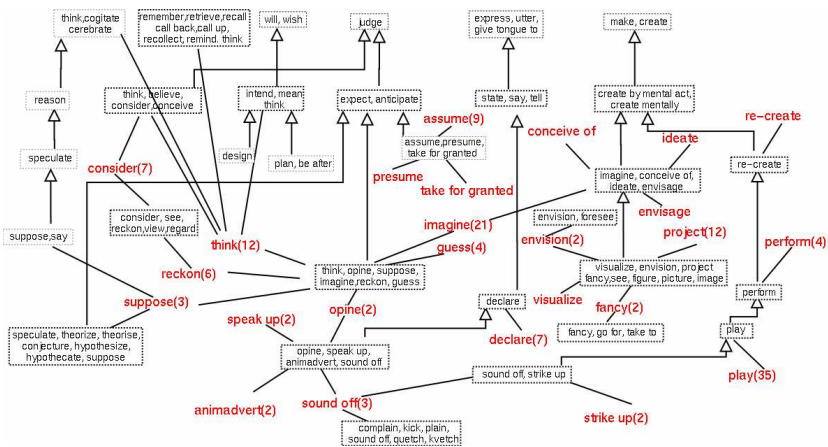 think,cogitate
cerebrate
remember,retrieve,recall
call back,call up,
recollect, remind. think
will, wish
judge
express, utter,
give tongue to
make, create
reason
think, believe,
consider,conceive
intend, mean
think
expect, anticipate
state, say, tell
create by mental act,
create mentally
re-create
assume(9)
conceive of
ideate
speculate
design
plan, be after
assume,presume,
take for granted
re-create
consider(7)
presume
take for granted
imagine, conceive of,
ideate, envisage
envisage
consider, see,
reckon,view,regard
imagine(21)
envision, foresee
project(12)
suppose,say
think(12)
guess(4)
envision(2)
perform(4)
reckon(6)
think, opine, suppose,
imagine,reckon, guess
visualize, envision, project
fancy,see, figure, picture, image
suppose(3)
opine(2)
declare
visualize
fancy(2)
perform
speculate, theorize, theorise,
conjecture, hypothesize,
hypothecate, suppose
speak up(2)
declare(7)
fancy, go for, take to
play
opine, speak up,
animadvert, sound off
sound off, strike up
play(35)
animadvert(2)
sound off(3)
strike up(2)
complain, kick, plain,
sound off, quetch, kvetch